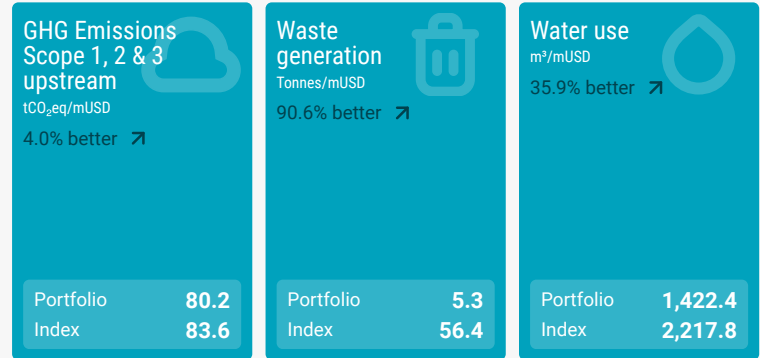 GHG Emissions
Scope 1, 2 & 3
upstream
tCO₂eq/mUSD
4.0% better
Portfolio 80.2
Index 83.6
Waste
generation
Tonnes/mUSD
90.6% better
Portfolio 5.3
Index 56.4
Water use
m³/mUSD
35.9% better
Portfolio 1,422.4
Index 2,217.8